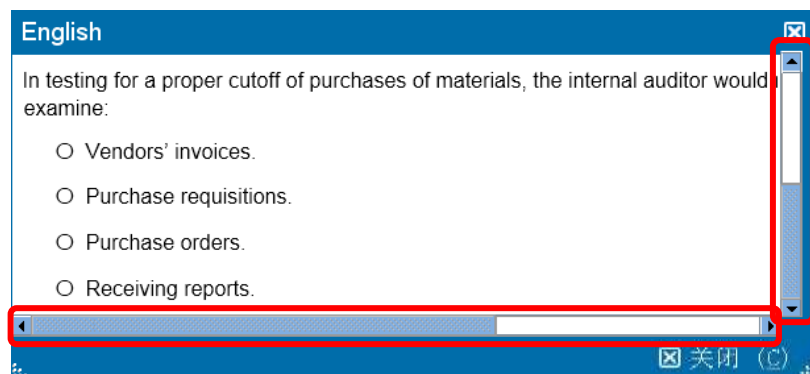 English
In testing for a proper cutoff of purchases of materials, the internal auditor would
examine:
Vendors' invoices.
Purchase requisitions.
Purchase orders.
Receiving reports.
关闭 (C)